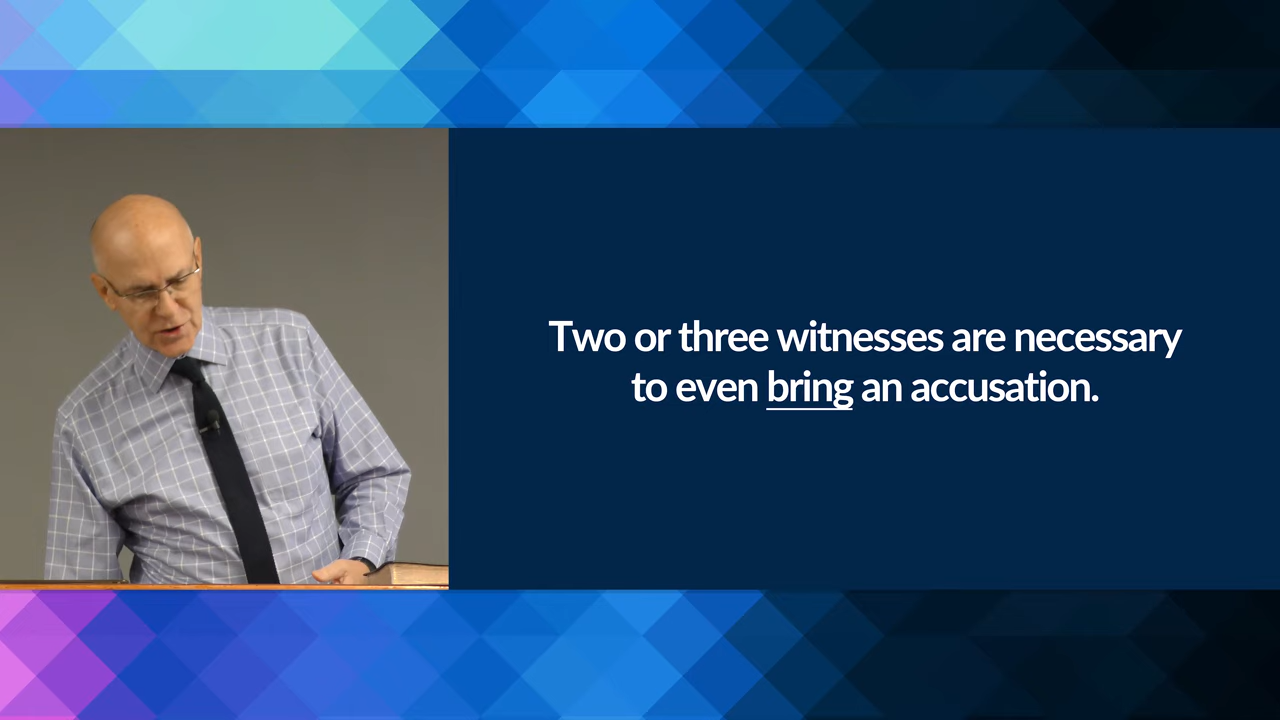 Two or three witnesses are necessary
to even bring an accusation.